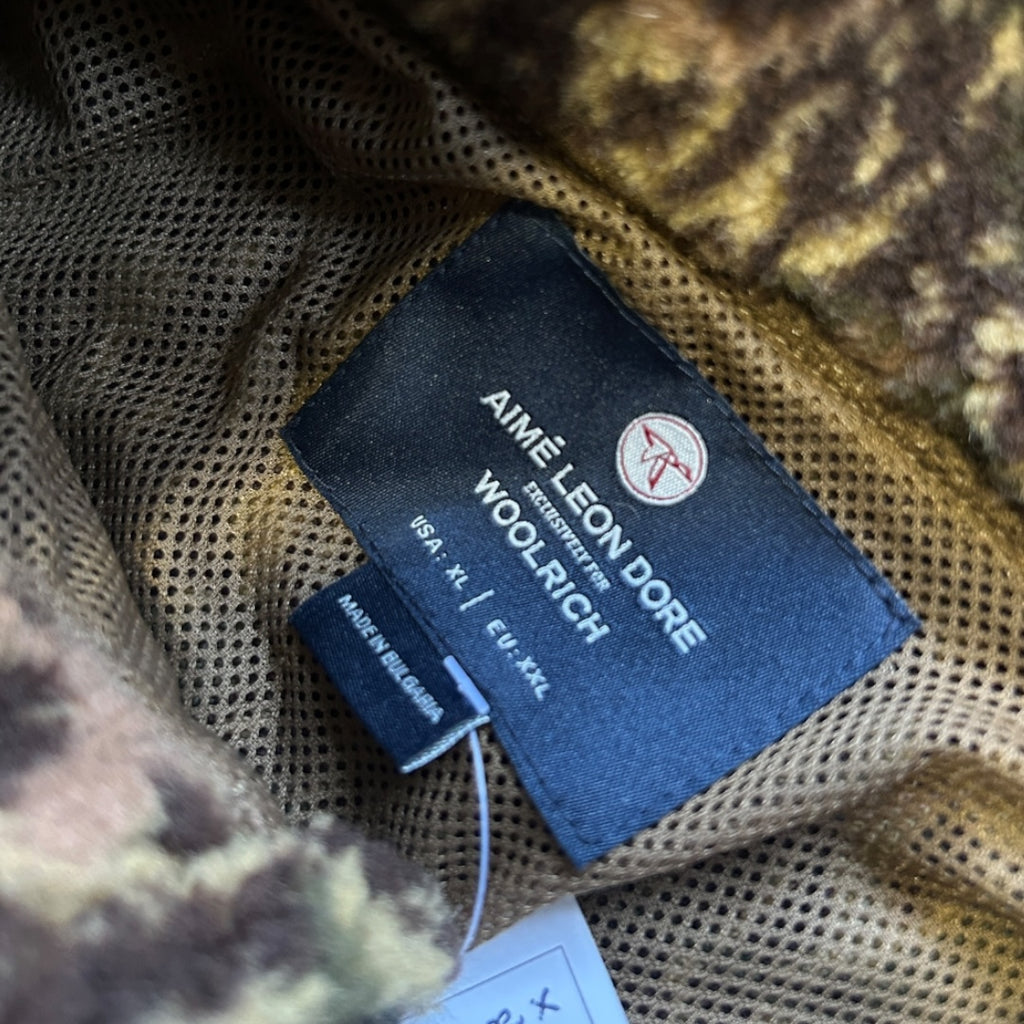 AIMÉ LEON DORE
EXCLUSIVELY FOR
WOOLRICH
USA: XL | EU: XXL
MADE IN BULGARIA